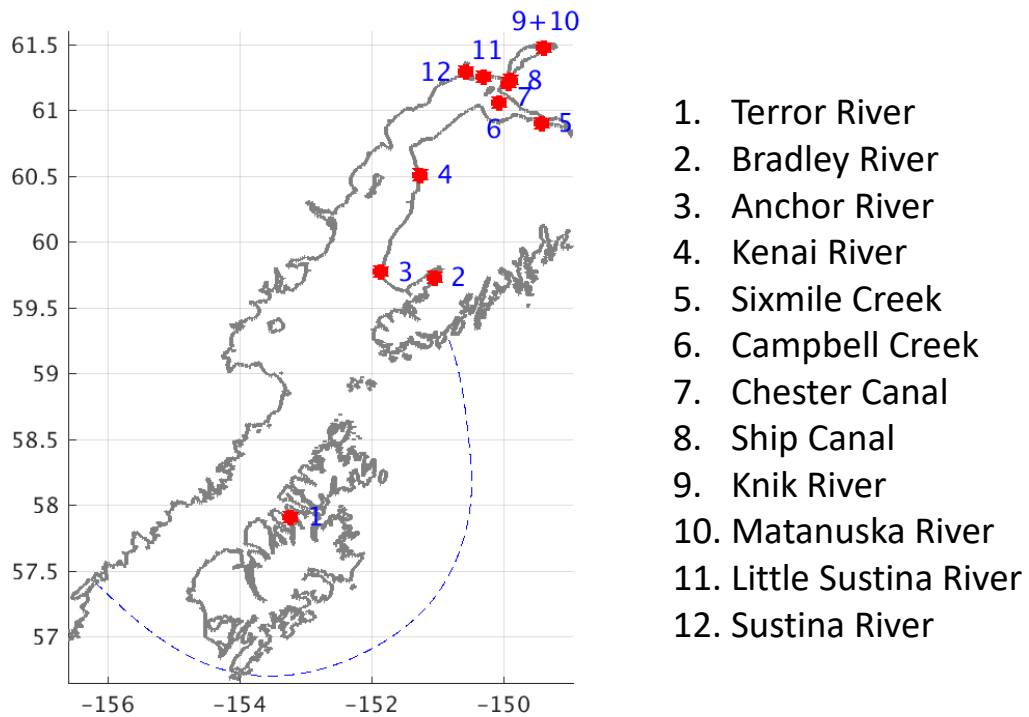 9+10
61.5
11
12
8
61
7
6
5
60.5
4
60
3
2
59.5
59
58.5
58
1
57.5
57
−156
−154
−152
−150
1. Terror River
2. Bradley River
3. Anchor River
4. Kenai River
5. Sixmile Creek
6. Campbell Creek
7. Chester Canal
8. Ship Canal
9. Knik River
10. Matanuska River
11. Little Sustina River
12. Sustina River